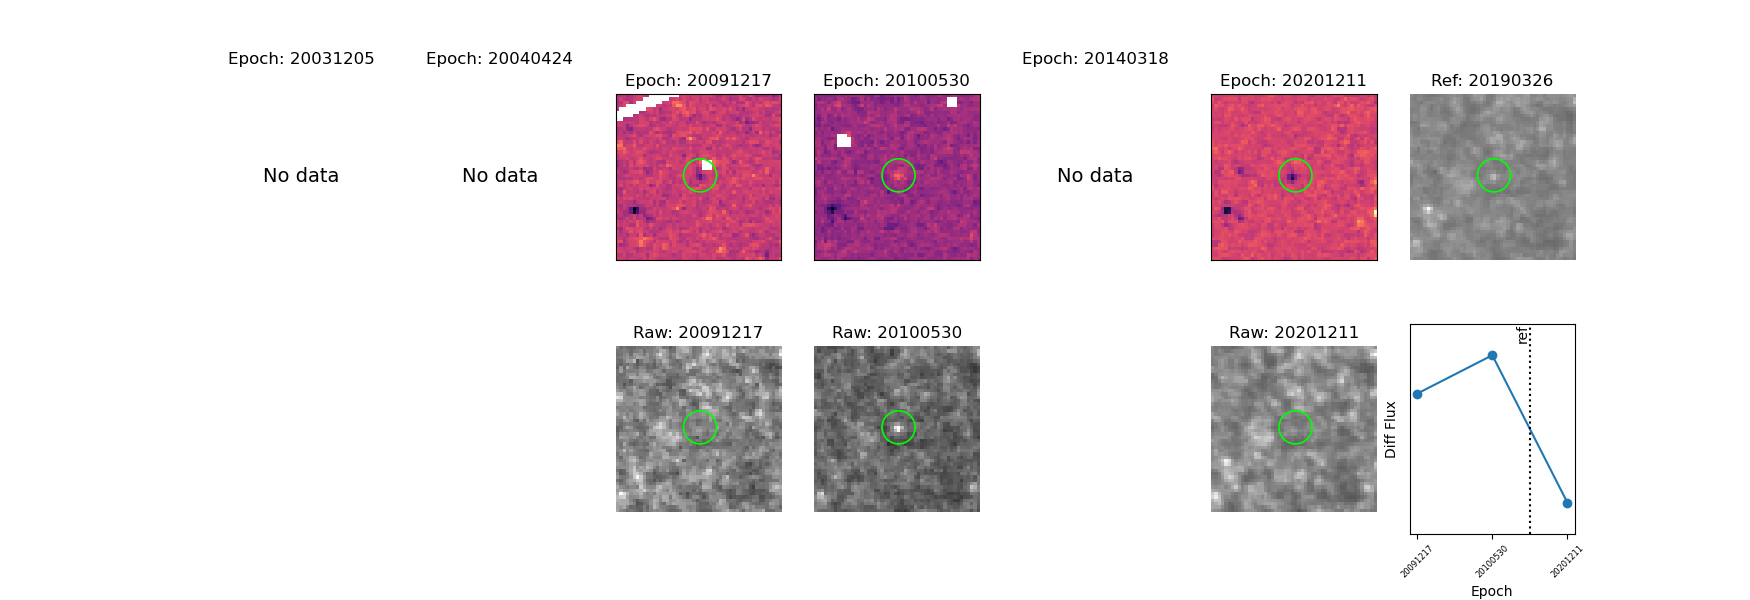 Epoch: 20031205
Epoch: 20040424
Epoch: 20140318
Epoch: 20091217
Epoch: 20100530
Epoch: 20201211
Ref: 20190326
No data
No data
No data
Raw: 20091217
Raw: 20100530
Raw: 20201211
ref
Diff Flux
20091217
20100530
20201211
Epoch